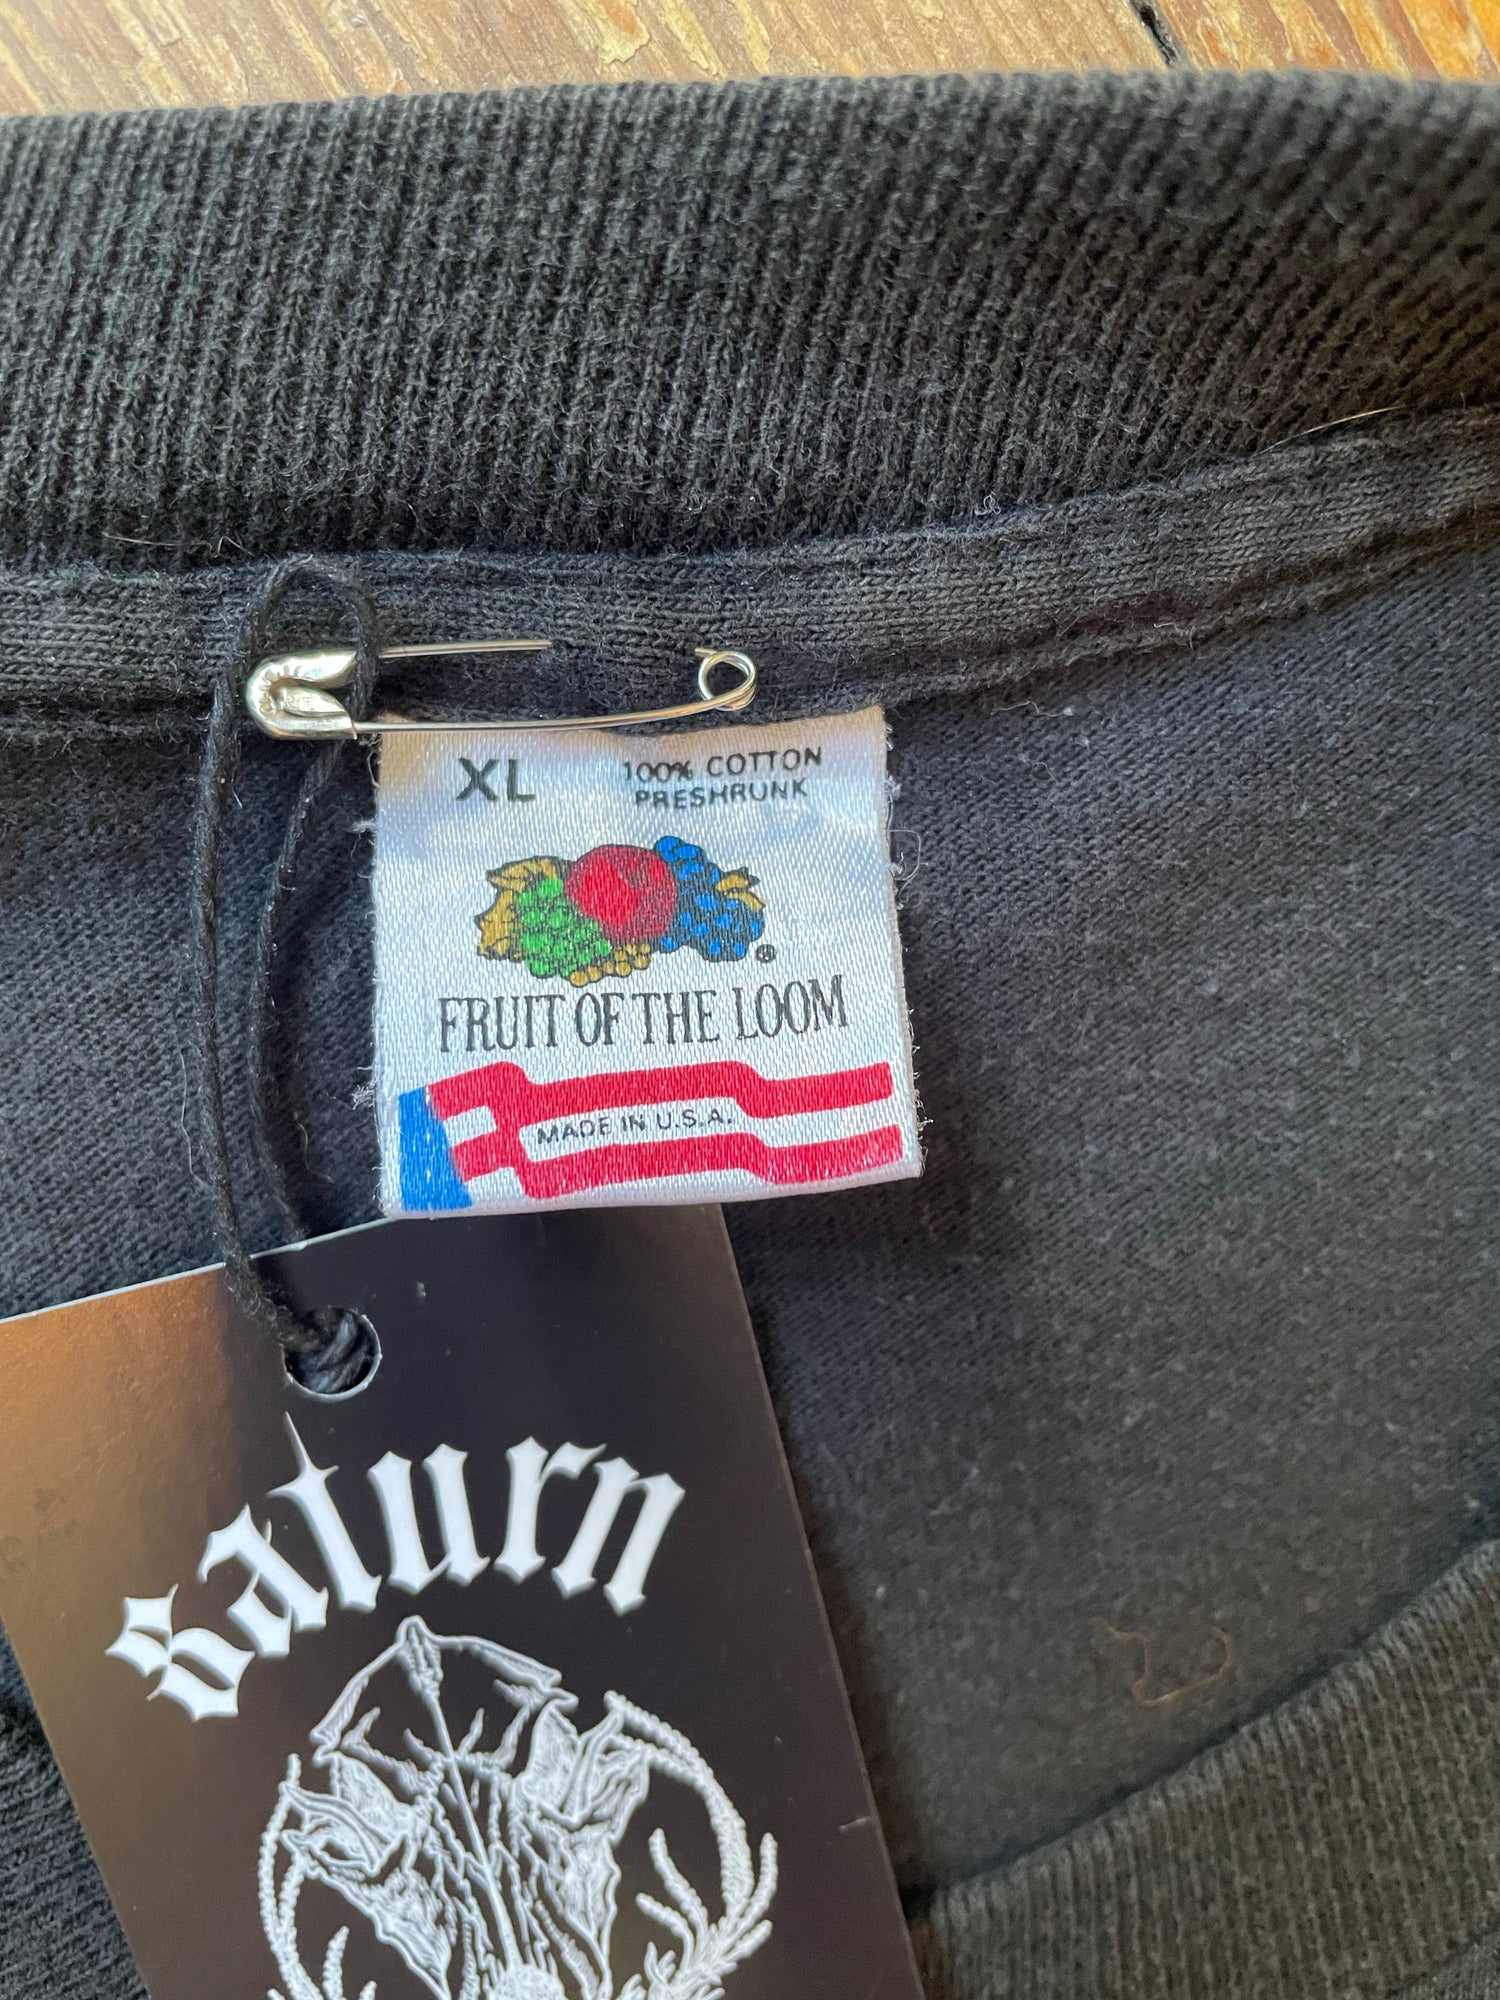 XL
100% COTTON
PRESHRUNK
®
FRUIT OF THE LOOM
MADE IN U.S.A.
Saturn